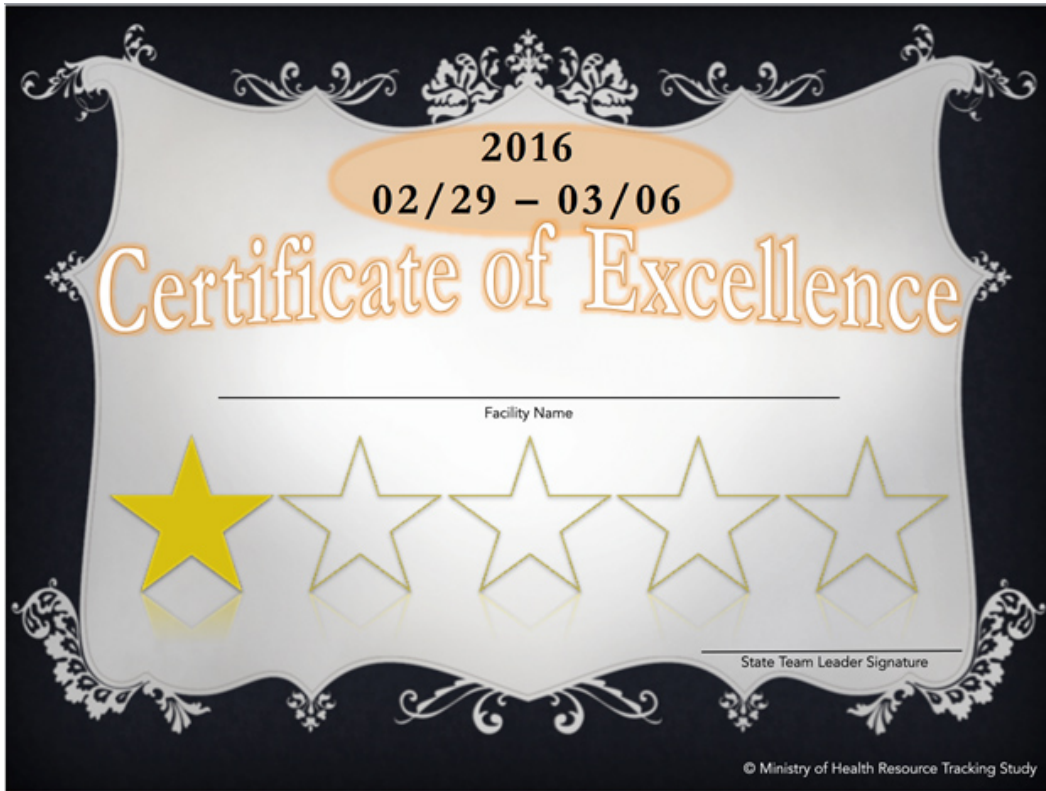 2016
02/29 – 03/06
Certificate of Excellence
Facility Name
State Team Leader Signature
© Ministry of Health Resource Tracking Study